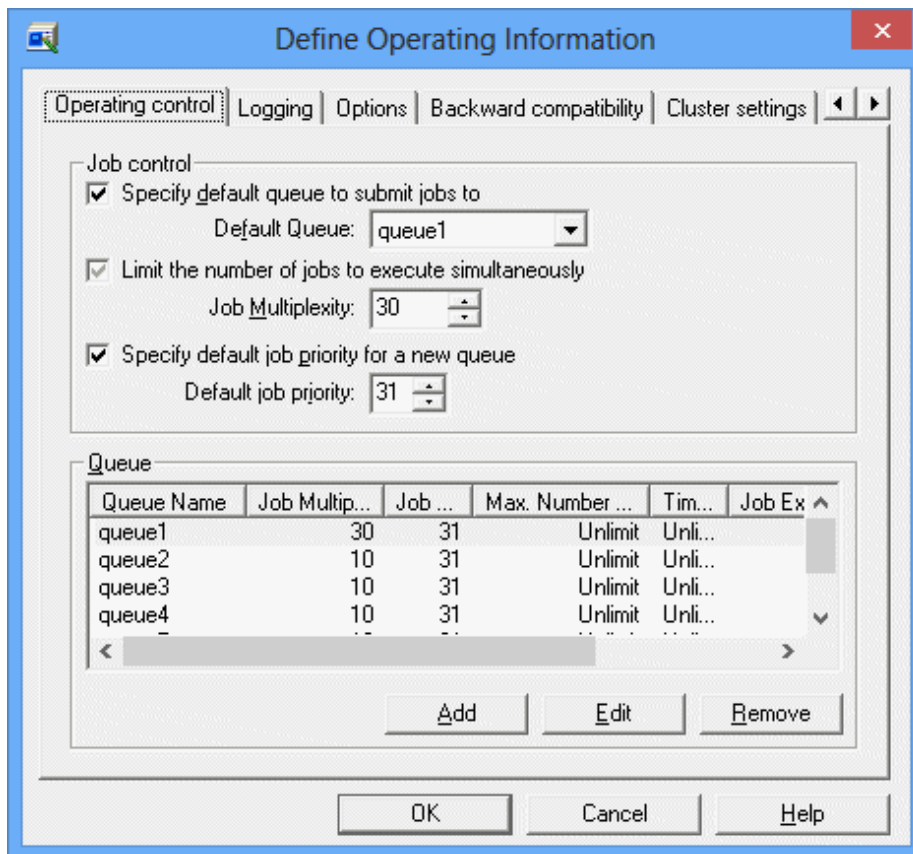 Define Operating Information
Operating control Logging Options Backward compatibility Cluster settings
Job control
Specify default queue to submit jobs to
Default Queue: queue1
Limit the number of jobs to execute simultaneously
Job Multiplexity: 30
Specify default job priority for a new queue
Default job priority: 31
Queue
Queue Name Job Multip... Job ... Max. Number ... Tim... Job Ex
queue1 30 31 Unlimit Unli...
queue2 10 31 Unlimit Unli...
queue3 10 31 Unlimit Unli...
queue4 10 31 Unlimit Unli...
Add Edit Remove
OK Cancel Help